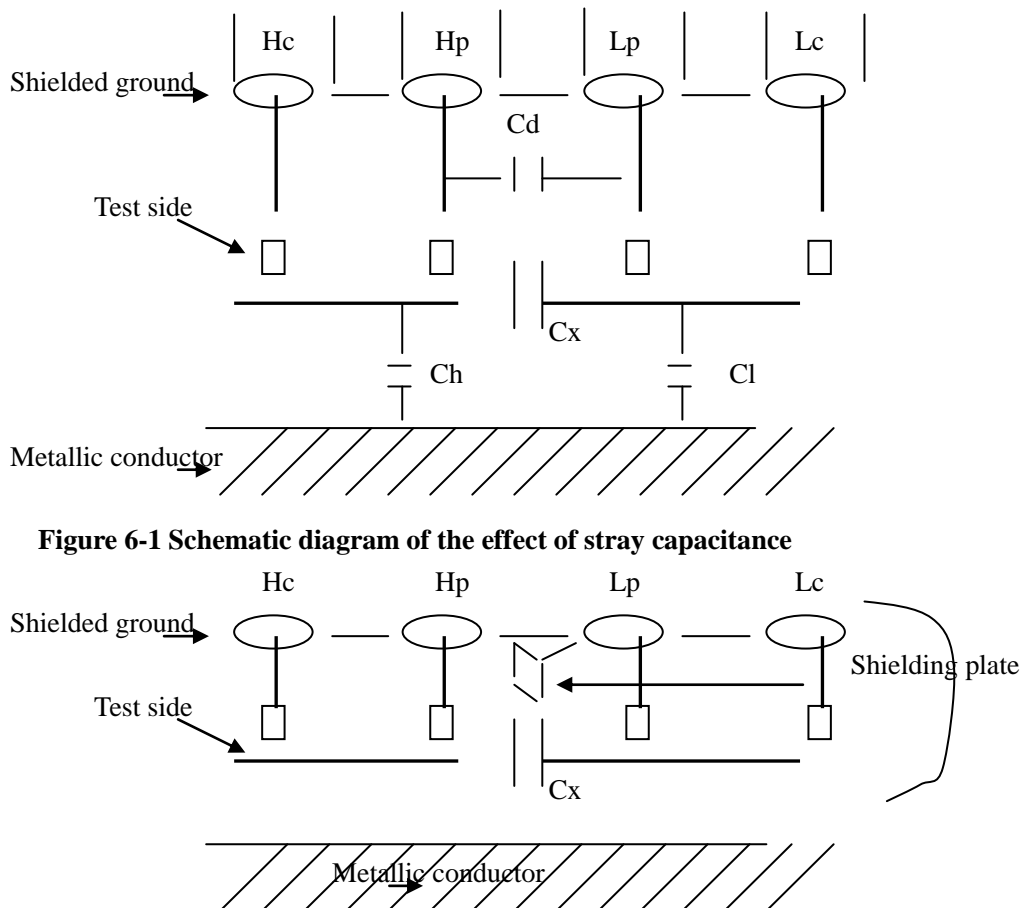 Hc Hp Lp Lc
Shielded ground
Cd
Test side
Cx
Ch Cl
Metallic conductor
Figure 6-1 Schematic diagram of the effect of stray capacitance
Hc Hp Lp Lc
Shielded ground
Shielding plate
Test side
Cx
Metallic conductor